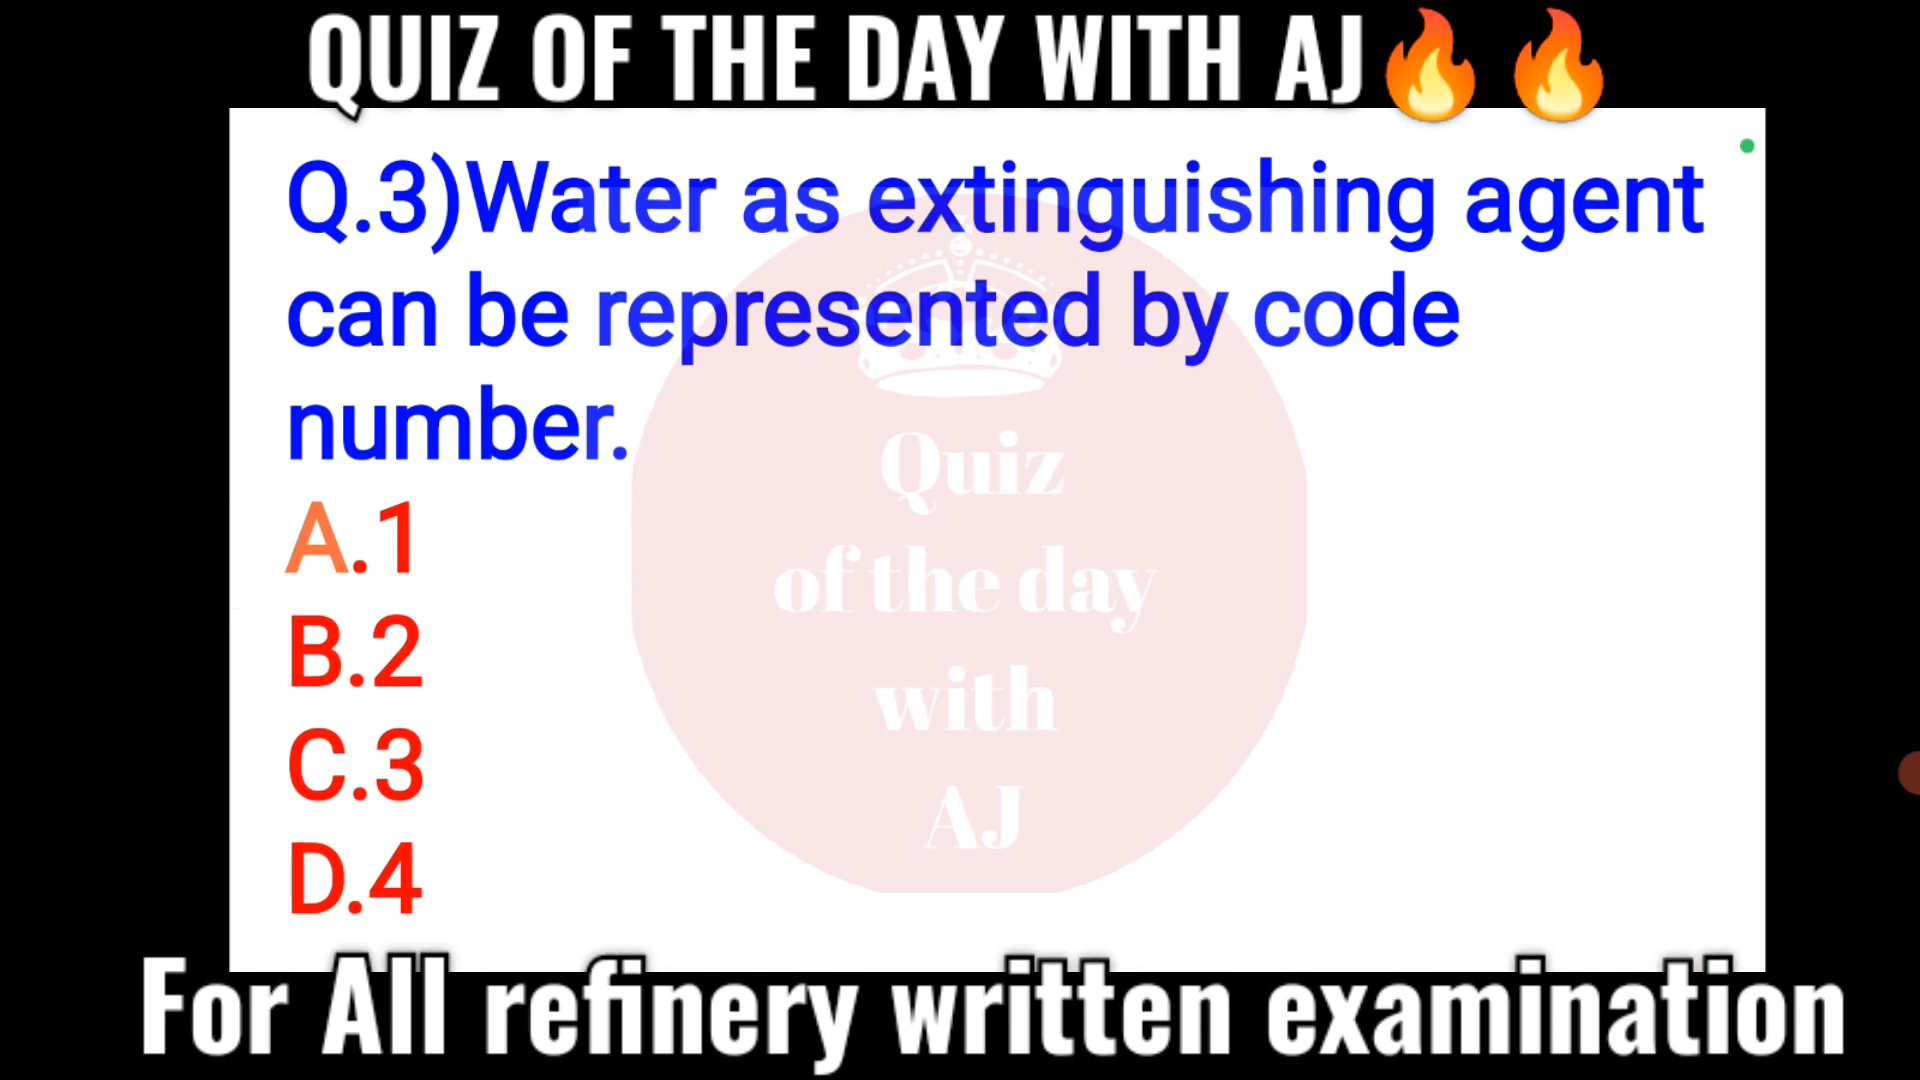 QUIZ OF THE DAY WITH AJ🔥 🔥
Q.3)Water as extinguishing agent
can be represented by code
number.
A.1
B.2
C.3
D.4
Quiz
of the day
with
AJ
For All refinery written examination